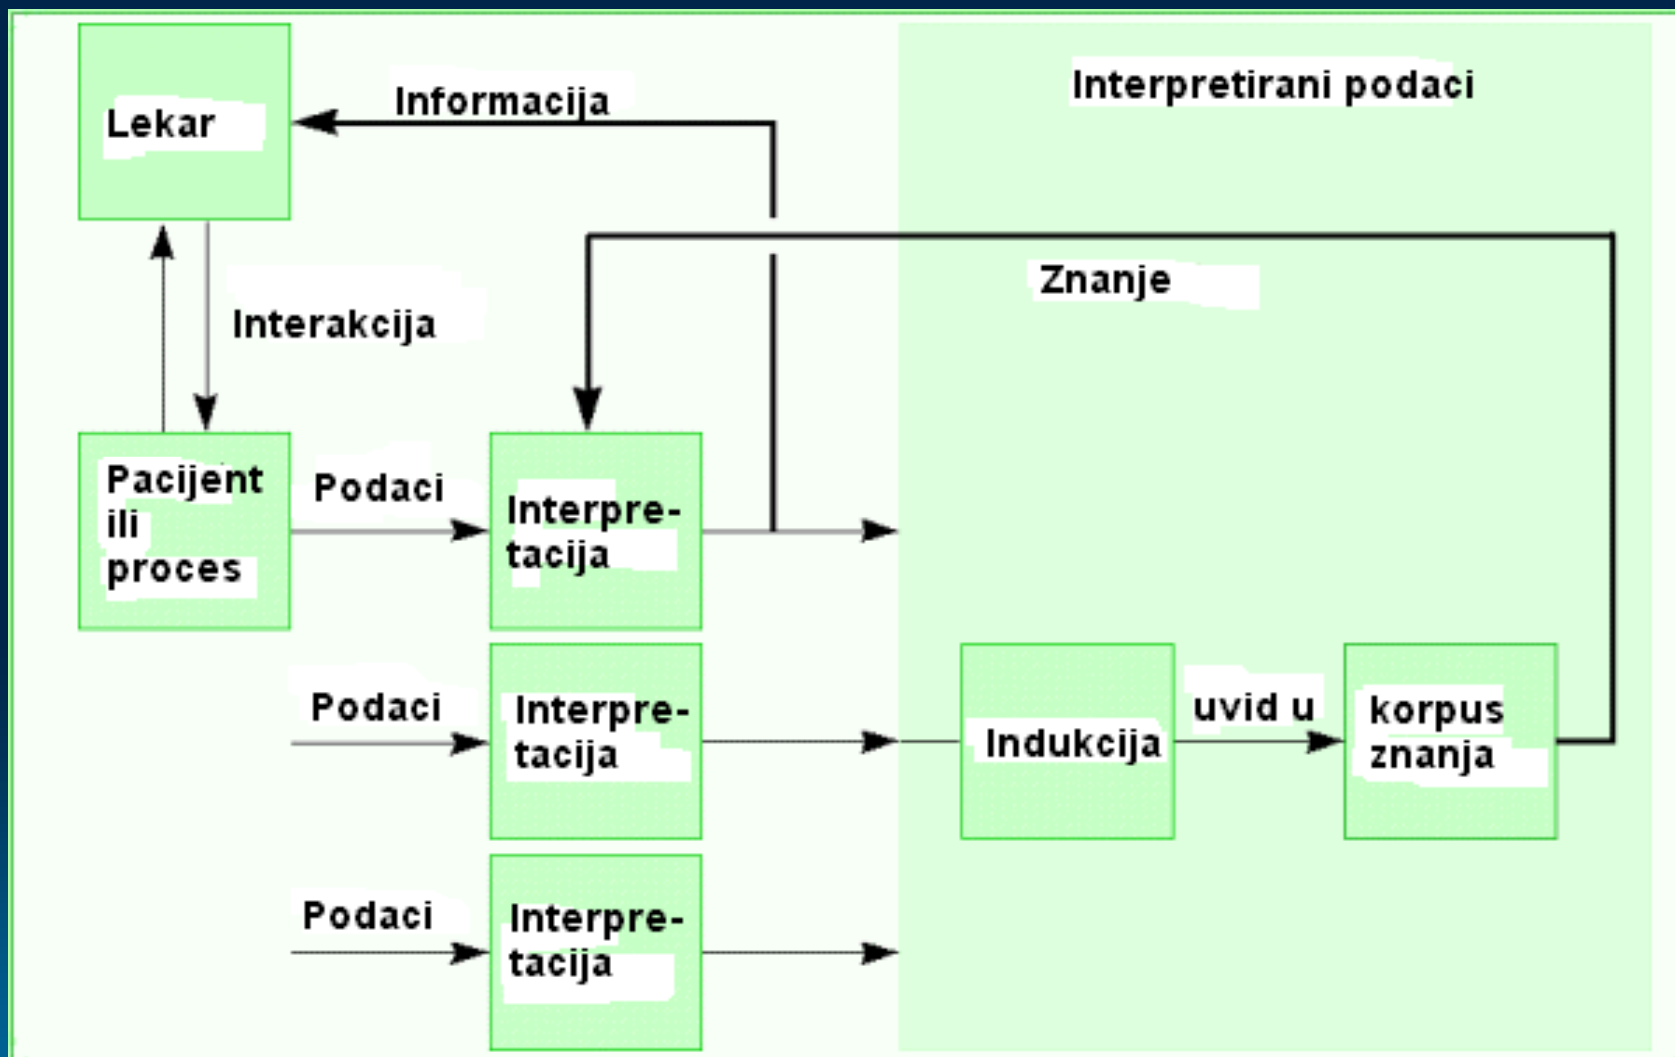 Lekar
Informacija
Interpretirani podaci
Znanje
Interakcija
Pacijent
ili
proces
Podaci
Interpre-
tacija
Podaci
Interpre-
tacija
Indukcija
uvid u
korpus
znanja
Podaci
Interpre-
tacija